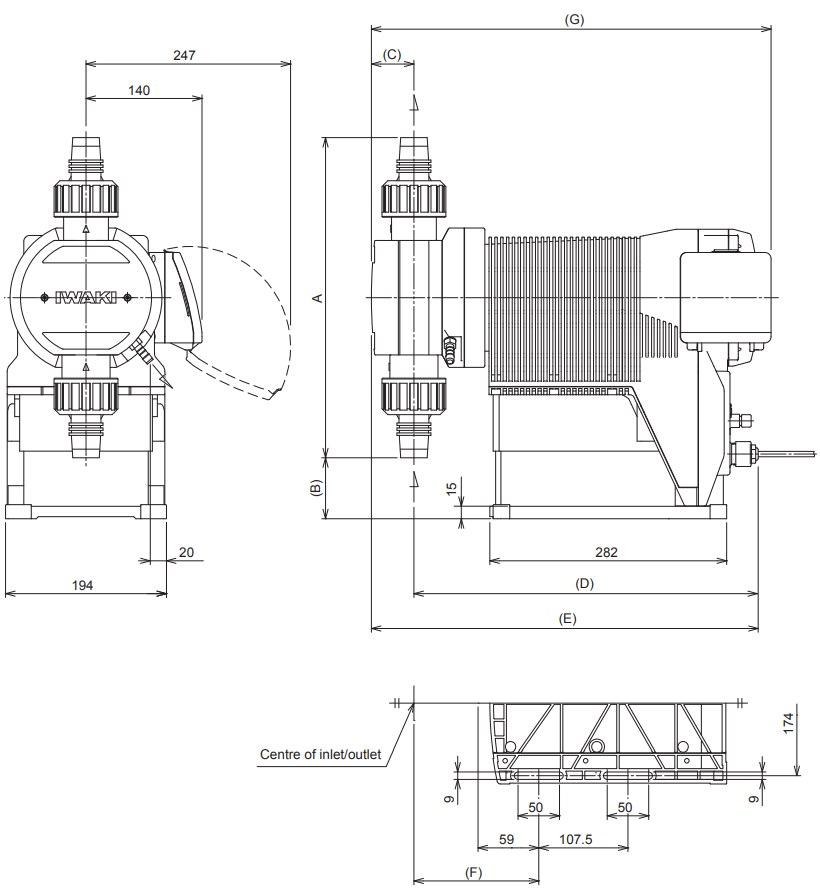 (G)
247
(C)
140
IWAKI
A
(B)
15
20
282
194
(D)
(E)
174
Centre of inlet/outlet
9
50
50
9
59
107.5
(F)